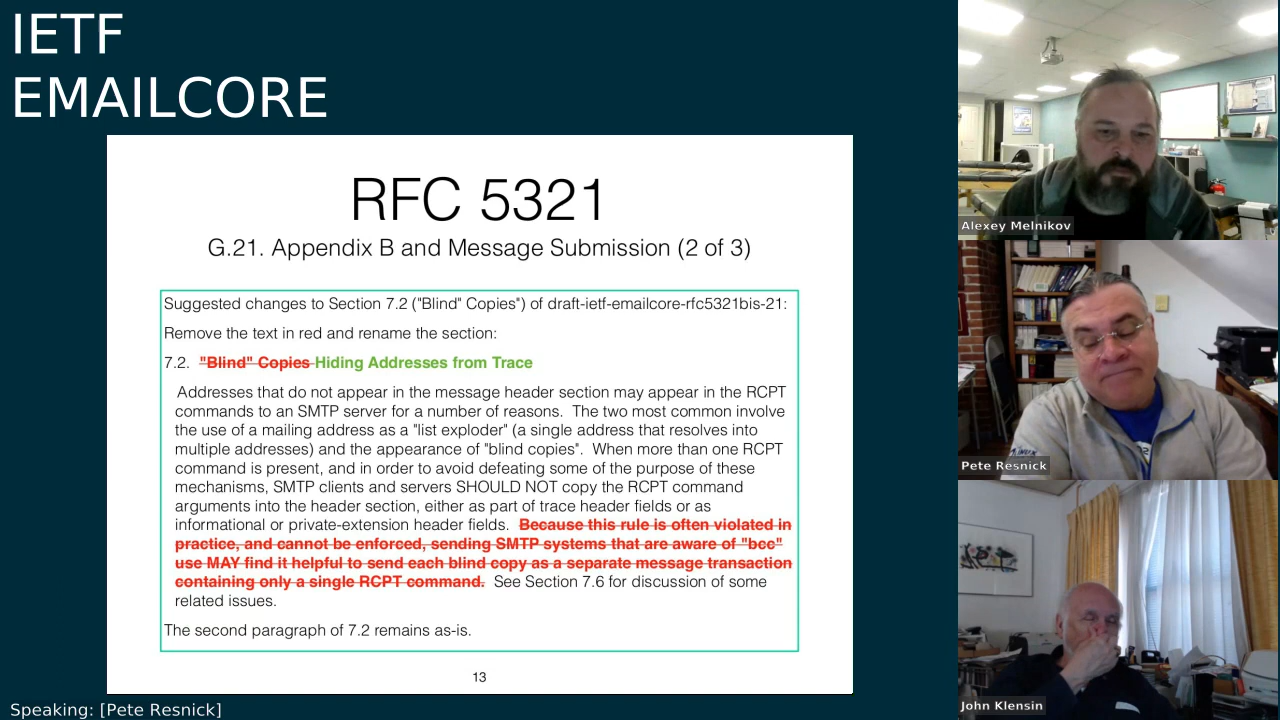 IETF
EMAILCORE
RFC 5321
G.21. Appendix B and Message Submission (2 of 3)
Suggested changes to Section 7.2 ("Blind" Copies") of draft-ietf-emailcore-rfc5321bis-21:
Remove the text in red and rename the section:
7.2. "Blind" Copies Hiding Addresses from Trace
Addresses that do not appear in the message header section may appear in the RCPT
commands to an SMTP server for a number of reasons. The two most common involve
the use of a mailing address as a "list exploder" (a single address that resolves into
multiple addresses) and the appearance of "blind copies". When more than one RCPT
command is present, and in order to avoid defeating some of the purpose of these
mechanisms, SMTP clients and servers SHOULD NOT copy the RCPT command
arguments into the header section, either as part of trace header fields or as
informational or private-extension header fields. Because this rule is often violated in
practice, and cannot be enforced, sending SMTP systems that are aware of "bcc"
use MAY find it helpful to send each blind copy as a separate message transaction
containing only a single RCPT command. See Section 7.6 for discussion of some
related issues.
The second paragraph of 7.2 remains as-is.
13
Speaking: [Pete Resnick]
Alexey Melnikov
Pete Resnick
John Klensin